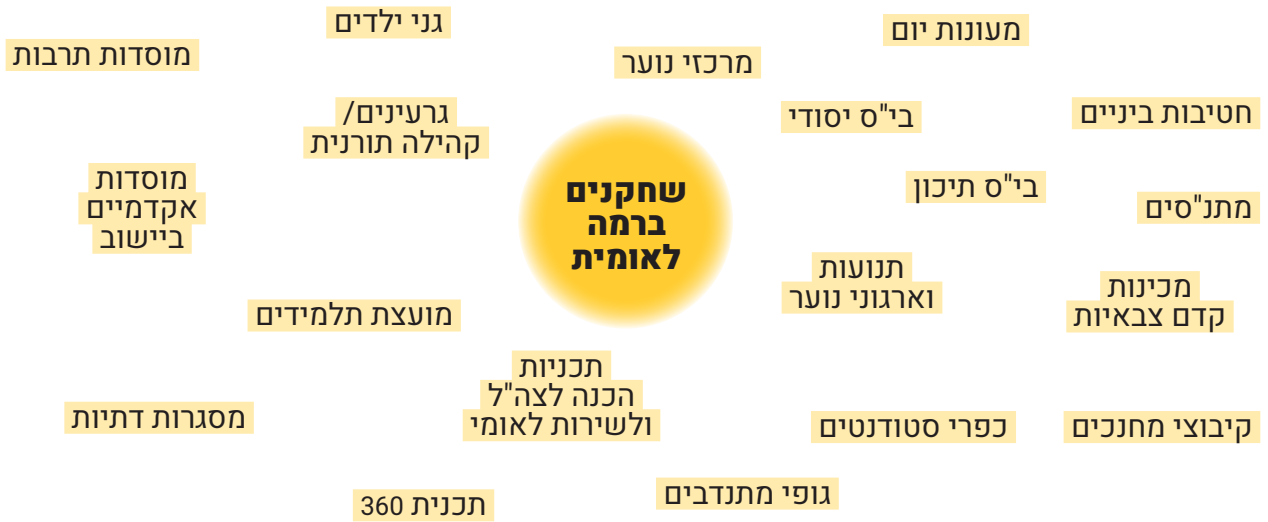 מעונות יום
גני ילדים
מרכזי נוער
מוסדות תרבות
חטיבות ביניים
בי"ס יסודי
גרעינים/
קהילה תורנית
מתנ"סים
בי"ס תיכון
שחקנים
ברמה
לאומית
מוסדות
אקדמיים
ביישוב
מכינות
קדם צבאיות
תנועות
וארגוני נוער
מועצת תלמידים
תכניות
הכנה לצה"ל
ולשירות לאומי
קיבוצי מחנכים
כפרי סטודנטים
מסגרות דתיות
גופי מתנדבים
תכנית 360